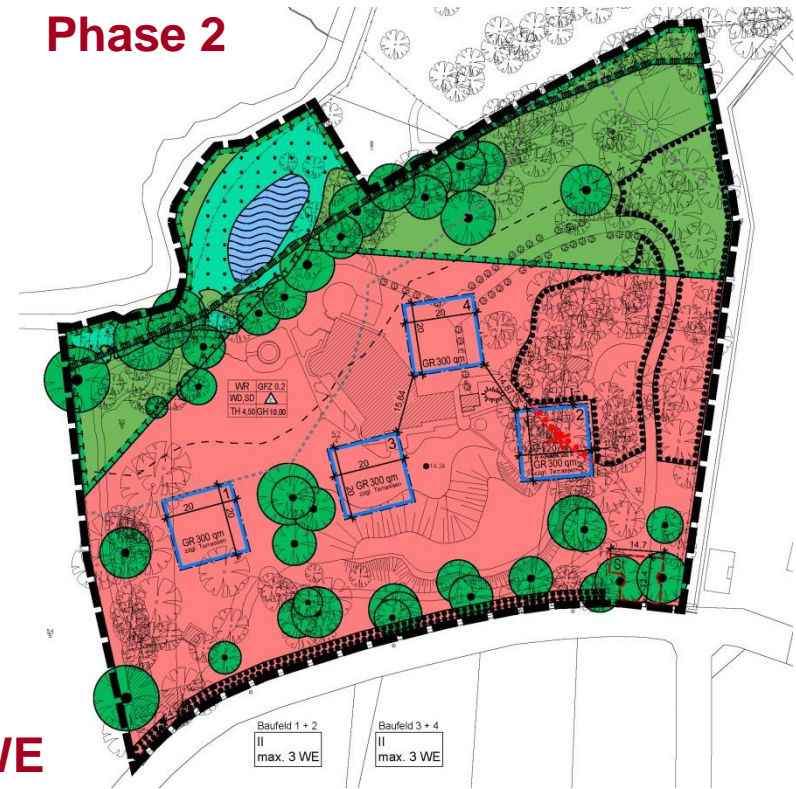 Phase 2
4
20
20
GR 300 qm
WR GFZ 0,2
WD,SD
TH 4,50 GH 10,00
15,84
2
GR 300 qm
zzgl. Terrassen
3
20
20
GR 300 qm
zzgl. Terrassen
14.24
1
20
20
GR 300 qm
zzgl. Terrassen
14,7
St
WE
Baufeld 1 + 2
II
max. 3 WE
Baufeld 3 + 4
II
max. 3 WE